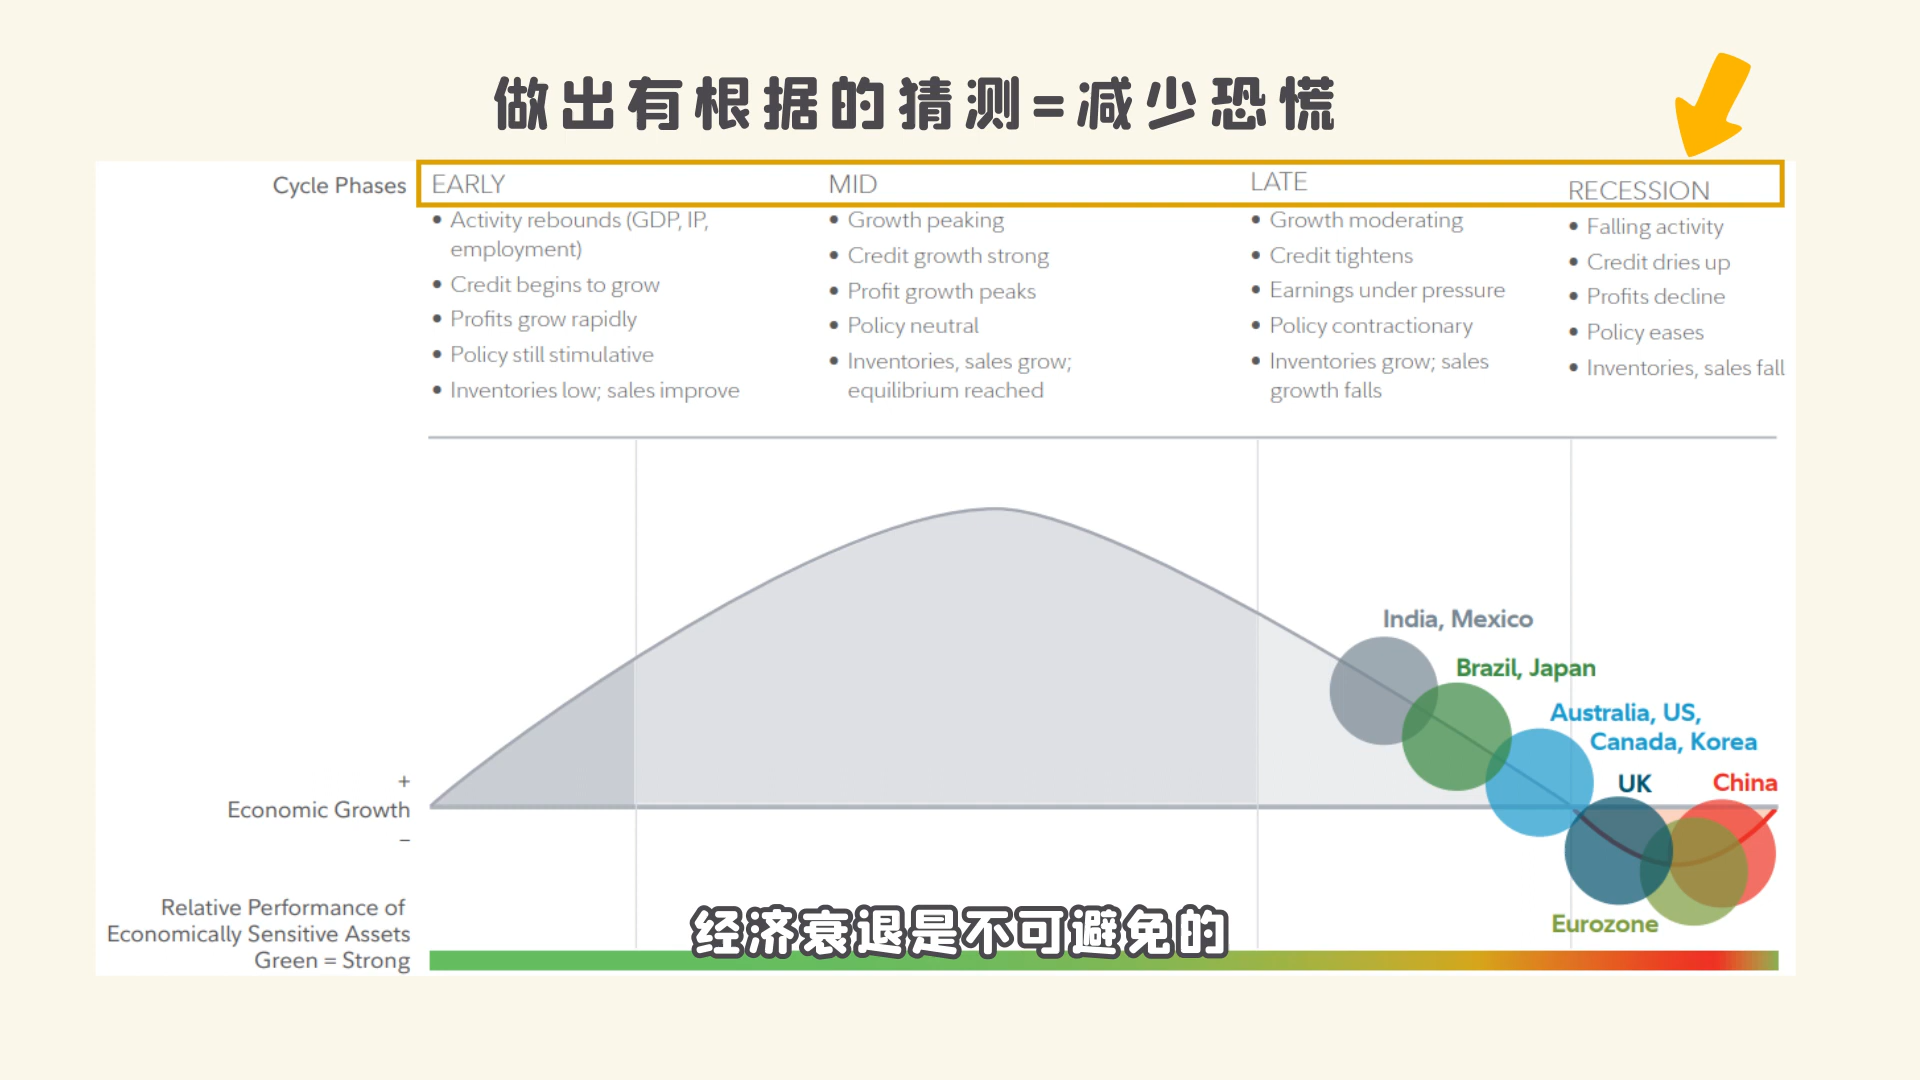 做出有根据的猜测=减少恐慌
Cycle Phases
EARLY
• Activity rebounds (GDP, IP,
employment)
• Credit begins to grow
• Profits grow rapidly
• Policy still stimulative
• Inventories low; sales improve
MID
• Growth peaking
• Credit growth strong
• Profit growth peaks
• Policy neutral
• Inventories, sales grow;
equilibrium reached
LATE
• Growth moderating
• Credit tightens
• Earnings under pressure
• Policy contractionary
• Inventories grow; sales
growth falls
RECESSION
• Falling activity
• Credit dries up
• Profits decline
• Policy eases
• Inventories, sales fall
India, Mexico
Brazil, Japan
Australia, US,
Canada, Korea
UK
China
Eurozone
+
Economic Growth
–
Relative Performance of
Economically Sensitive Assets
Green = Strong
经济衰退是不可避免的